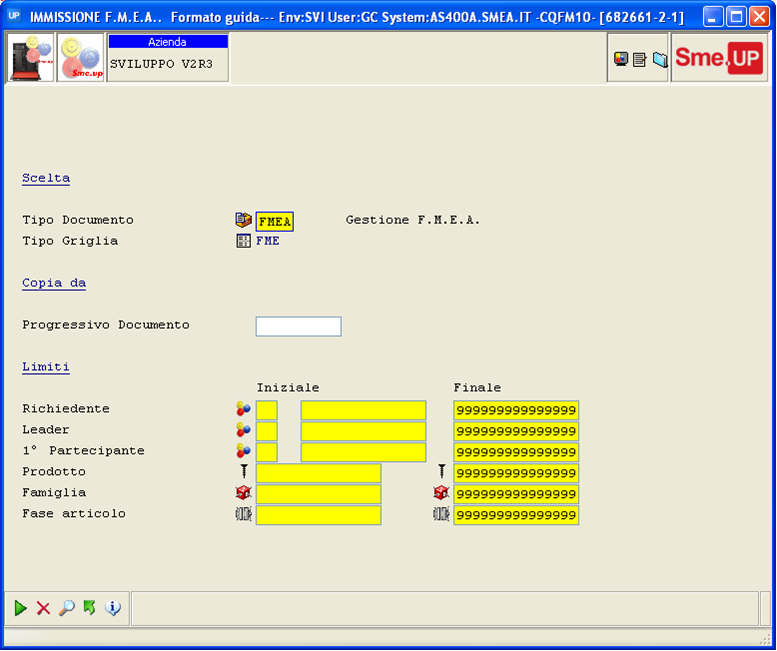 UP IMMISSIONE F.M.E.A.. Formato guida--- Env:SVI User:GC System:AS400A.SMEA.IT -CQFM10- [682661-2-1]
Sme.up
Sme.up
Azienda
SVILUPPO V2R3
Sme.UP
Scelta
Tipo Documento FMEA Gestione F.M.E.A.
Tipo Griglia FME
Copia da
Progressivo Documento
Limiti
Iniziale Finale
Richiedente 999999999999999
Leader 999999999999999
1° Partecipante 999999999999999
Prodotto 999999999999999
Famiglia 999999999999999
Fase articolo 999999999999999